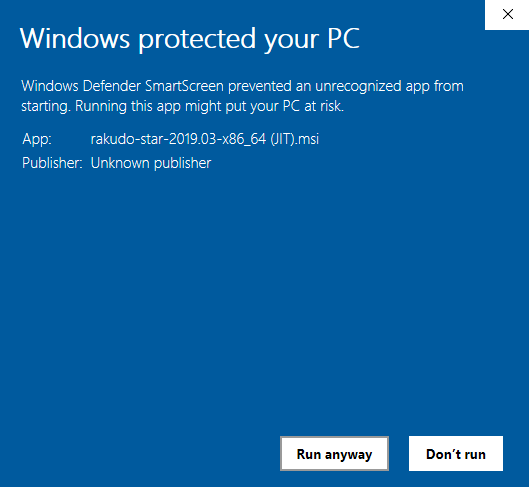 Windows protected your PC
Windows Defender SmartScreen prevented an unrecognized app from
starting. Running this app might put your PC at risk.
App: rakudo-star-2019.03-x86_64 (JIT).msi
Publisher: Unknown publisher
Run anyway Don't run